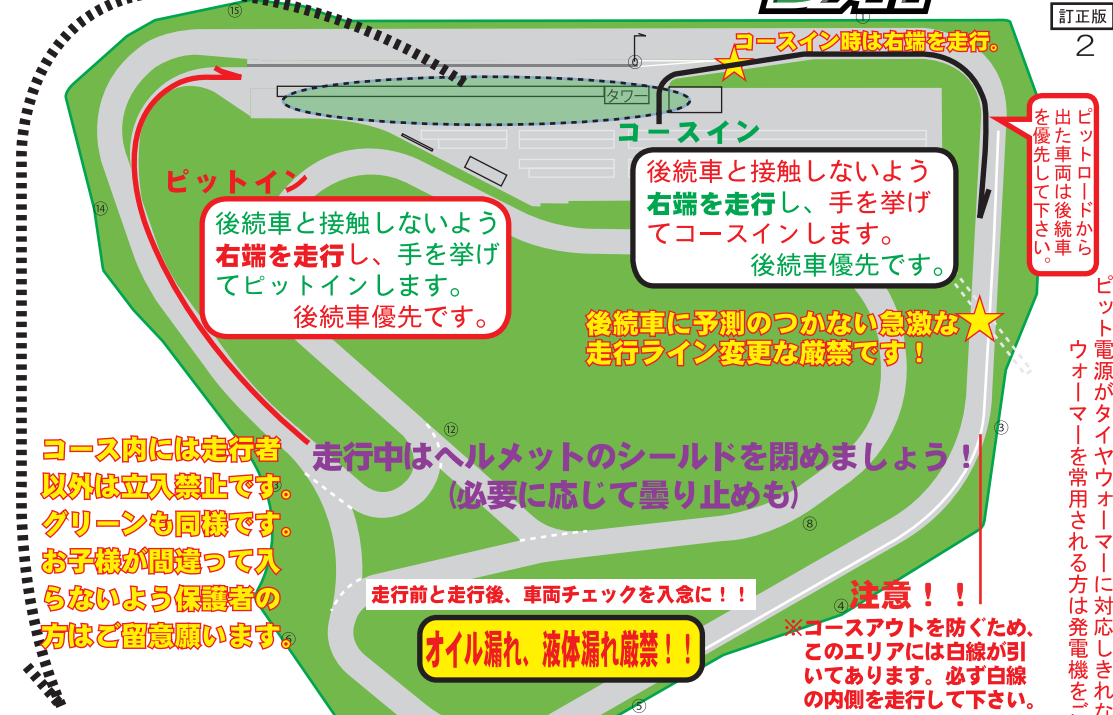 訂正版
2
⑮
①
コースイン時は右端を走行。
⓪
タワー
コースイン
後続車と接触しないよう
右端を走行し、手を挙げ
てコースインします。
後続車優先です。
ピットロードから
出た車両は後続車
を優先して下さい。
ピットイン
後続車と接触しないよう
右端を走行し、手を挙げ
てピットインします。
後続車優先です。
⑭
後続車に予測のつかない急激な
走行ライン変更な厳禁です！
ピット電源がタイヤウォーマーに対応しきれな
ウォーマーを常用される方は発電機をご
③
⑫
走行中はヘルメットのシールドを閉めましょう！
(必要に応じて曇り止めも)
コース内には走行者
以外は立入禁止です。
グリーンも同様です。
お子様が間違って入
らないよう保護者の
方はご留意願います。
⑧
⑥
走行前と走行後、車両チェックを入念に！！
オイル漏れ、液体漏れ厳禁！！
④
注意！！
※コースアウトを防ぐため、
このエリアには白線が引
いてあります。必ず白線
の内側を走行して下さい。
⑤